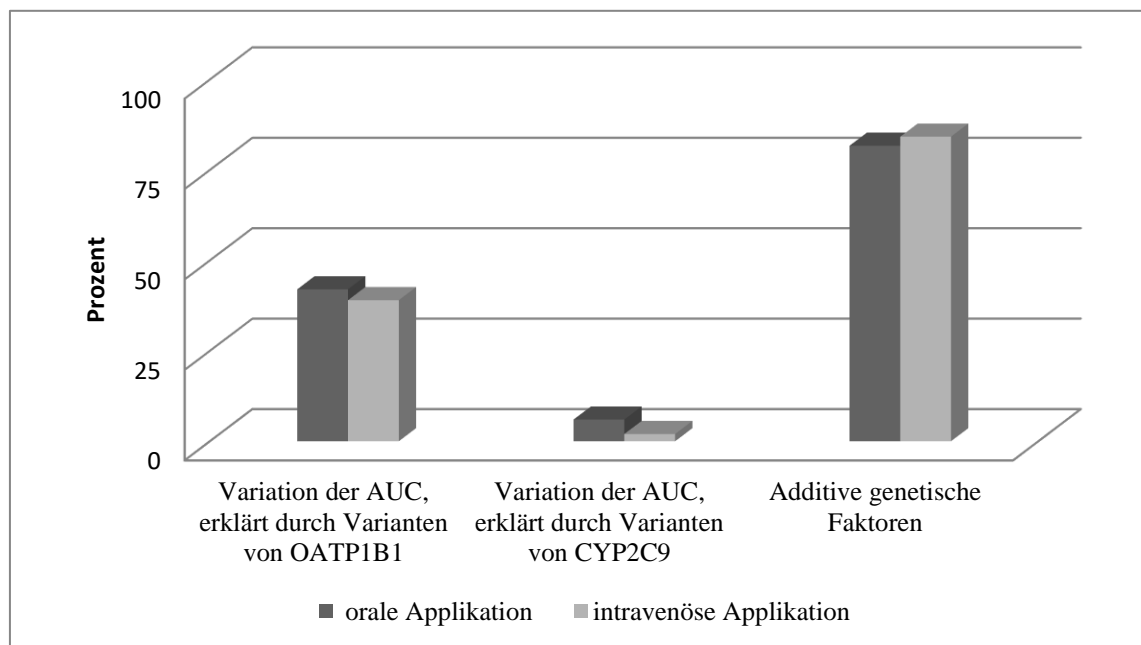 100
75
50
25
0
Prozent
Variation der AUC,
erklärt durch Varianten
von OATP1B1
Variation der AUC,
erklärt durch Varianten
von CYP2C9
Additive genetische
Faktoren
orale Applikation
intravenöse Applikation